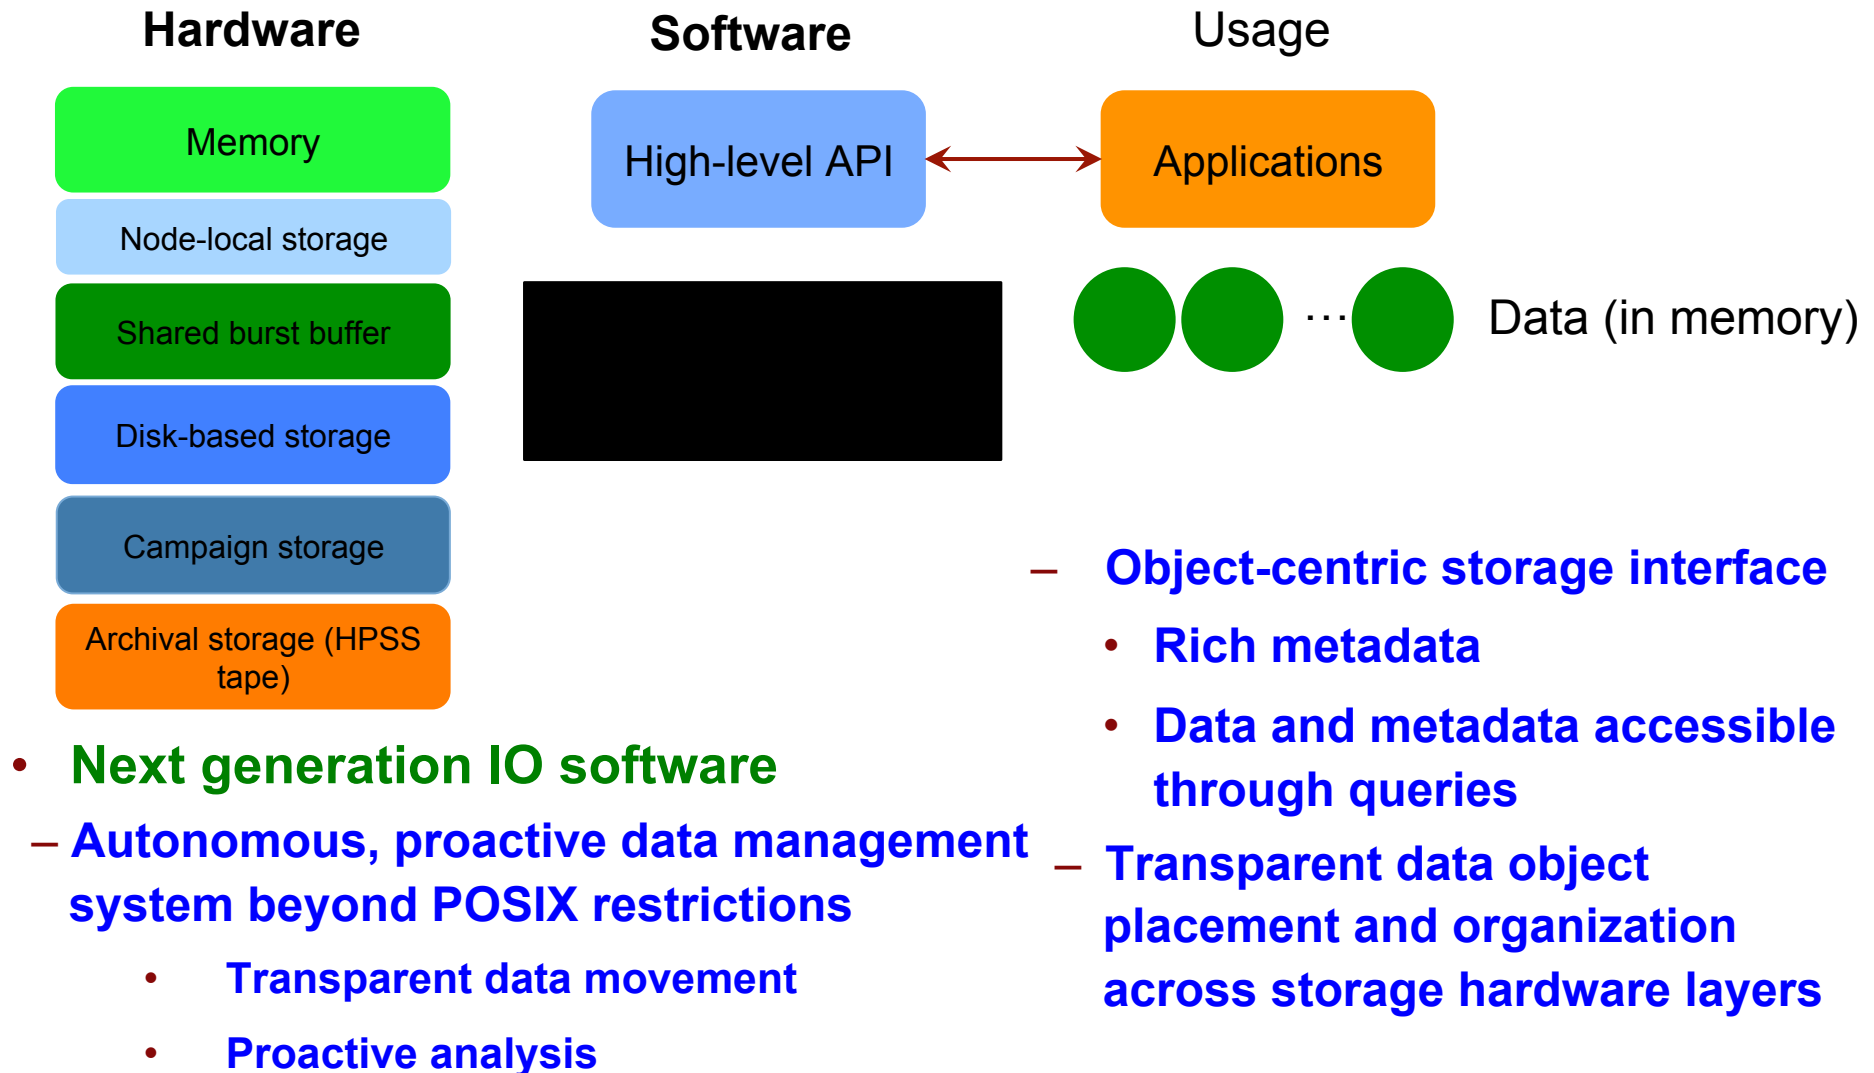 Hardware
Software
Usage
Memory
Node-local storage
Shared burst buffer
Disk-based storage
Campaign storage
Archival storage (HPSS
tape)
High-level API
Applications
... Data (in memory)
• Next generation IO software
– Autonomous, proactive data management
system beyond POSIX restrictions
• Transparent data movement
• Proactive analysis
– Object-centric storage interface
• Rich metadata
• Data and metadata accessible
through queries
– Transparent data object
placement and organization
across storage hardware layers